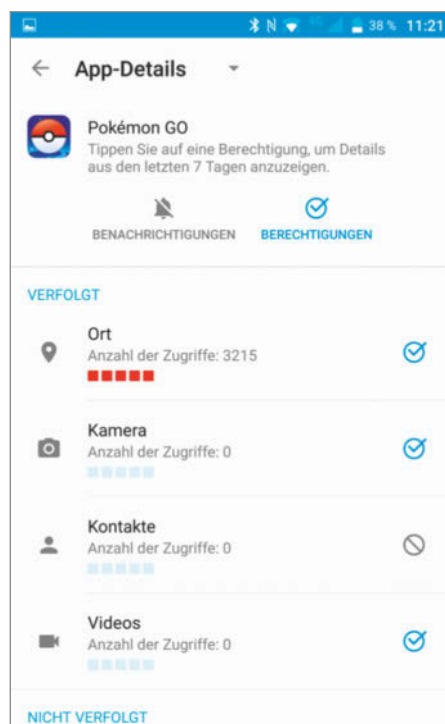 4G 38 % 11:21
App-Details
Pokémon GO
Tippen Sie auf eine Berechtigung, um Details
aus den letzten 7 Tagen anzuzeigen.
BENACHRICHTIGUNGEN BERECHTIGUNGEN
VERFOLGT
Ort
Anzahl der Zugriffe: 3215
Kamera
Anzahl der Zugriffe: 0
Kontakte
Anzahl der Zugriffe: 0
Videos
Anzahl der Zugriffe: 0
NICHT VERFOLGT